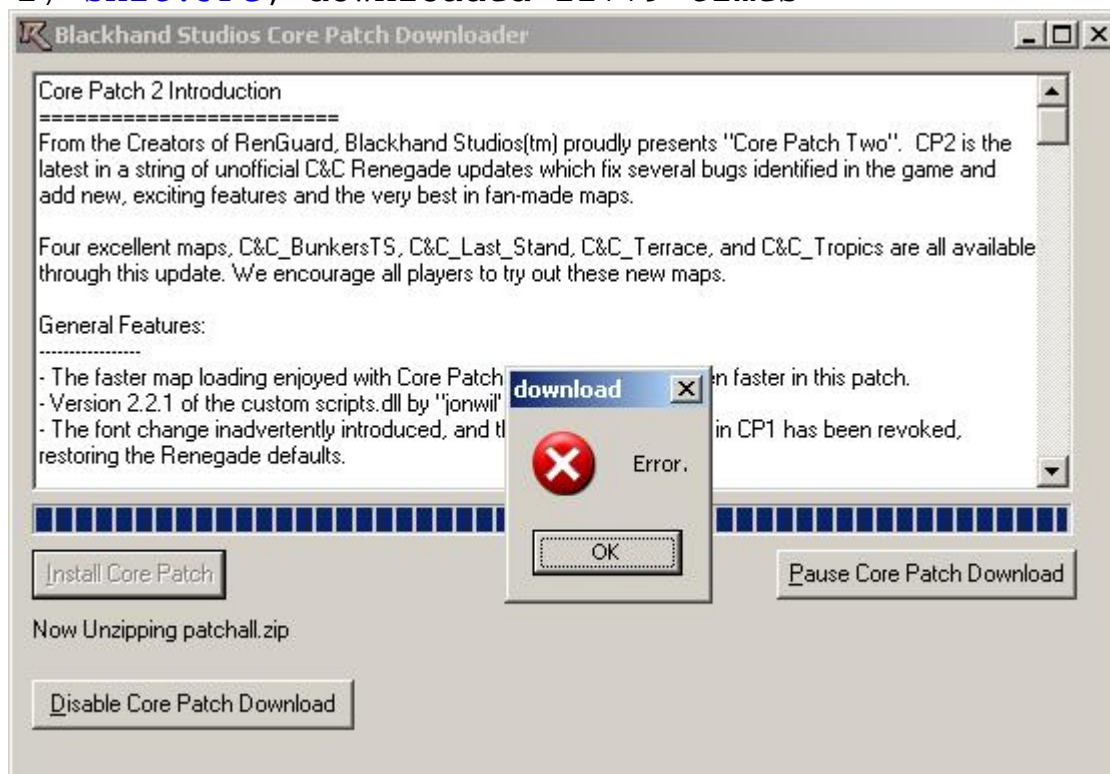 Blackhand Studios Core Patch Downloader
Core Patch 2 Introduction
=========================
From the Creators of RenGuard, Blackhand Studios(tm) proudly presents "Core Patch Two". CP2 is the
latest in a string of unofficial C&C Renegade updates which fix several bugs identified in the game and
add new, exciting features and the very best in fan-made maps.
Four excellent maps, C&C_BunkersTS, C&C_Last_Stand, C&C_Terrace, and C&C_Tropics are all available
through this update. We encourage all players to try out these new maps.
General Features:
----------------
- The faster map loading enjoyed with Core Patch
n faster in this patch.
- Version 2.2.1 of the custom scripts.dll by "jonwil"
- The font change inadvertently introduced, and
in CP1 has been revoked,
restoring the Renegade defaults.
download
Error.
OK
Install Core Patch
Pause Core Patch Download
Now Unzipping patchall.zip
Disable Core Patch Download